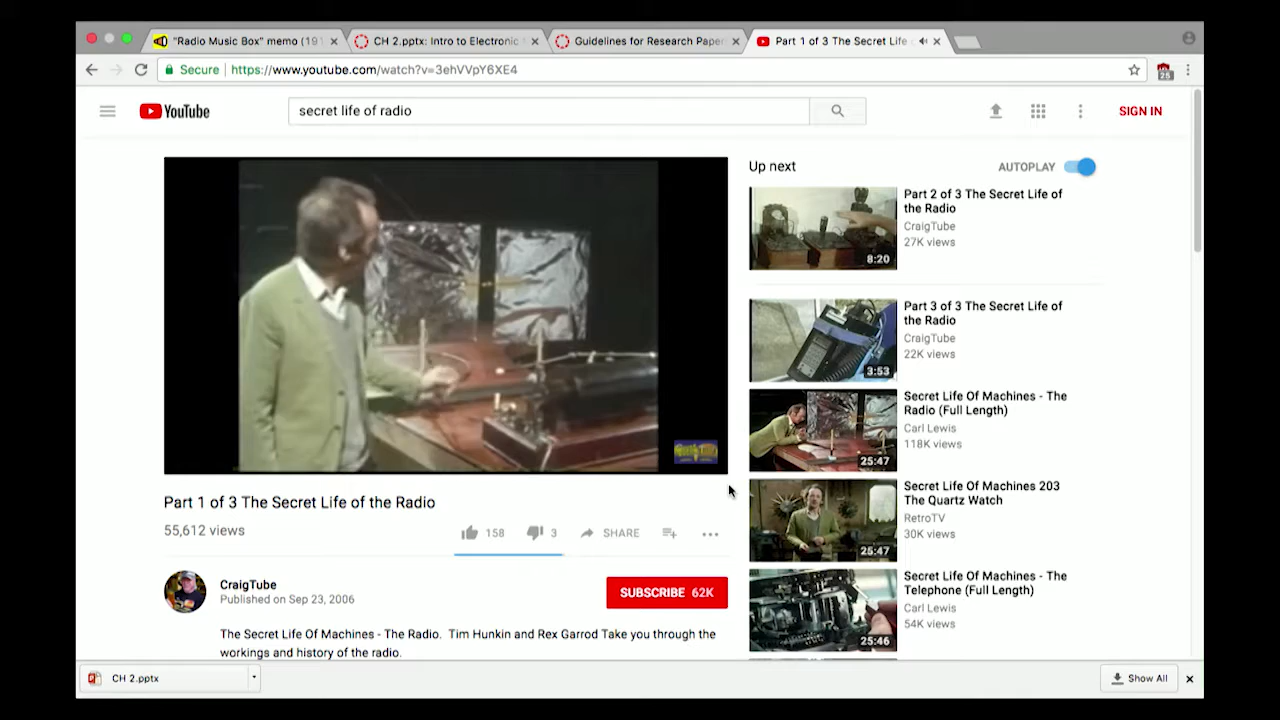 "Radio Music Box" memo (191
CH 2.pptx: Intro to Electronic M
Guidelines for Research Paper
Part 1 of 3 The Secret Life
Secure
https://www.youtube.com/watch?v=3ehVVpY6XE4
25
YouTube
secret life of radio
SIGN IN
Up next
AUTOPLAY
Part 2 of 3 The Secret Life of
the Radio
CraigTube
27K views
8:20
Part 3 of 3 The Secret Life of
the Radio
CraigTube
22K views
3:53
Secret Life Of Machines - The
Radio (Full Length)
Carl Lewis
118K views
25:47
Secret Life Of Machines 203
The Quartz Watch
RetroTV
30K views
25:47
Secret Life Of Machines - The
Telephone (Full Length)
Carl Lewis
54K views
25:46
Part 1 of 3 The Secret Life of the Radio
55,612 views
158
3
SHARE
CraigTube
Published on Sep 23, 2006
SUBSCRIBE 62K
The Secret Life Of Machines - The Radio. Tim Hunkin and Rex Garrod Take you through the
workings and history of the radio.
CH 2.pptx
Show All